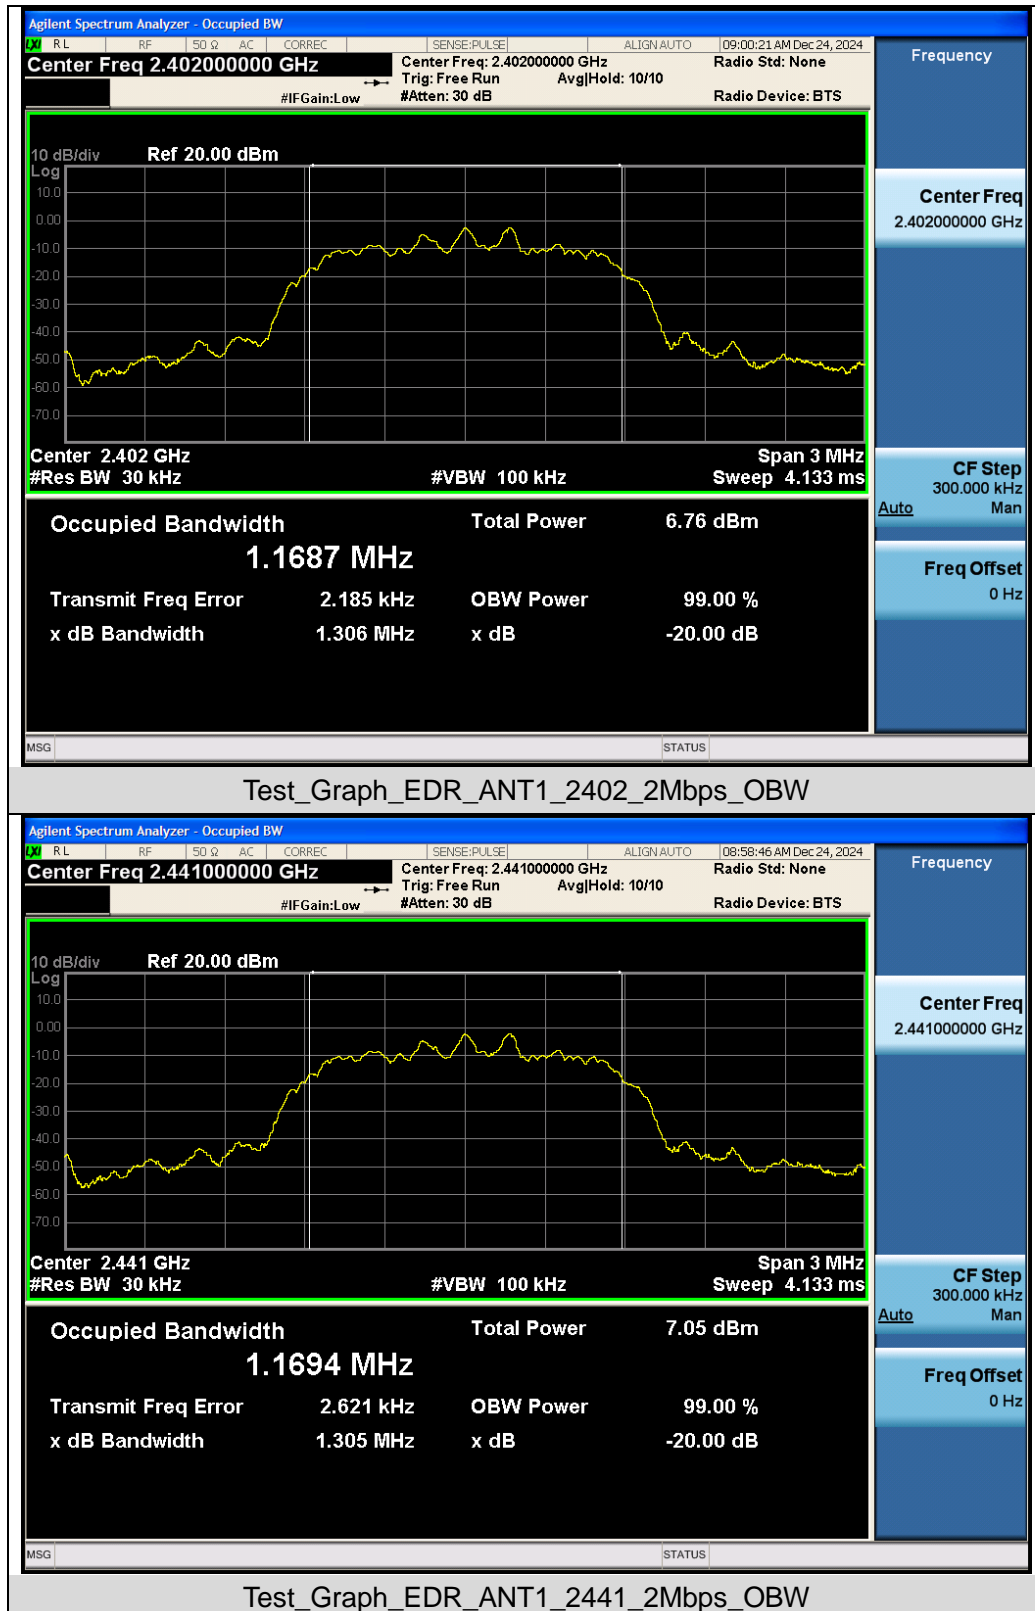 Agilent Spectrum Analyzer - Occupied BW
LXI RL RF 50 Ω AC CORREC SENSE:PULSE ALIGN AUTO 09:00:21 AM Dec 24, 2024
Center Freq 2.402000000 GHz
Center Freq: 2.402000000 GHz Radio Std: None
Trig: Free Run Avg|Hold: 10/10
#IFGain:Low #Atten: 30 dB Radio Device: BTS
Frequency
10 dB/div Ref 20.00 dBm
Log
10.0
0.00
-10.0
-20.0
-30.0
-40.0
-50.0
-60.0
-70.0
Center 2.402 GHz Span 3 MHz
#Res BW 30 kHz #VBW 100 kHz Sweep 4.133 ms
Center Freq
2.402000000 GHz
CF Step
300.000 kHz
Auto Man
Freq Offset
0 Hz
Occupied Bandwidth Total Power 6.76 dBm
1.1687 MHz
Transmit Freq Error 2.185 kHz OBW Power 99.00 %
x dB Bandwidth 1.306 MHz x dB -20.00 dB
MSG STATUS
Test_Graph_EDR_ANT1_2402_2Mbps_OBW
Agilent Spectrum Analyzer - Occupied BW
LXI RL RF 50 Ω AC CORREC SENSE:PULSE ALIGN AUTO 08:58:46 AM Dec 24, 2024
Center Freq 2.441000000 GHz
Center Freq: 2.441000000 GHz Radio Std: None
Trig: Free Run Avg|Hold: 10/10
#IFGain:Low #Atten: 30 dB Radio Device: BTS
Frequency
10 dB/div Ref 20.00 dBm
Log
10.0
0.00
-10.0
-20.0
-30.0
-40.0
-50.0
-60.0
-70.0
Center 2.441 GHz Span 3 MHz
#Res BW 30 kHz #VBW 100 kHz Sweep 4.133 ms
Center Freq
2.441000000 GHz
CF Step
300.000 kHz
Auto Man
Freq Offset
0 Hz
Occupied Bandwidth Total Power 7.05 dBm
1.1694 MHz
Transmit Freq Error 2.621 kHz OBW Power 99.00 %
x dB Bandwidth 1.305 MHz x dB -20.00 dB
MSG STATUS
Test_Graph_EDR_ANT1_2441_2Mbps_OBW